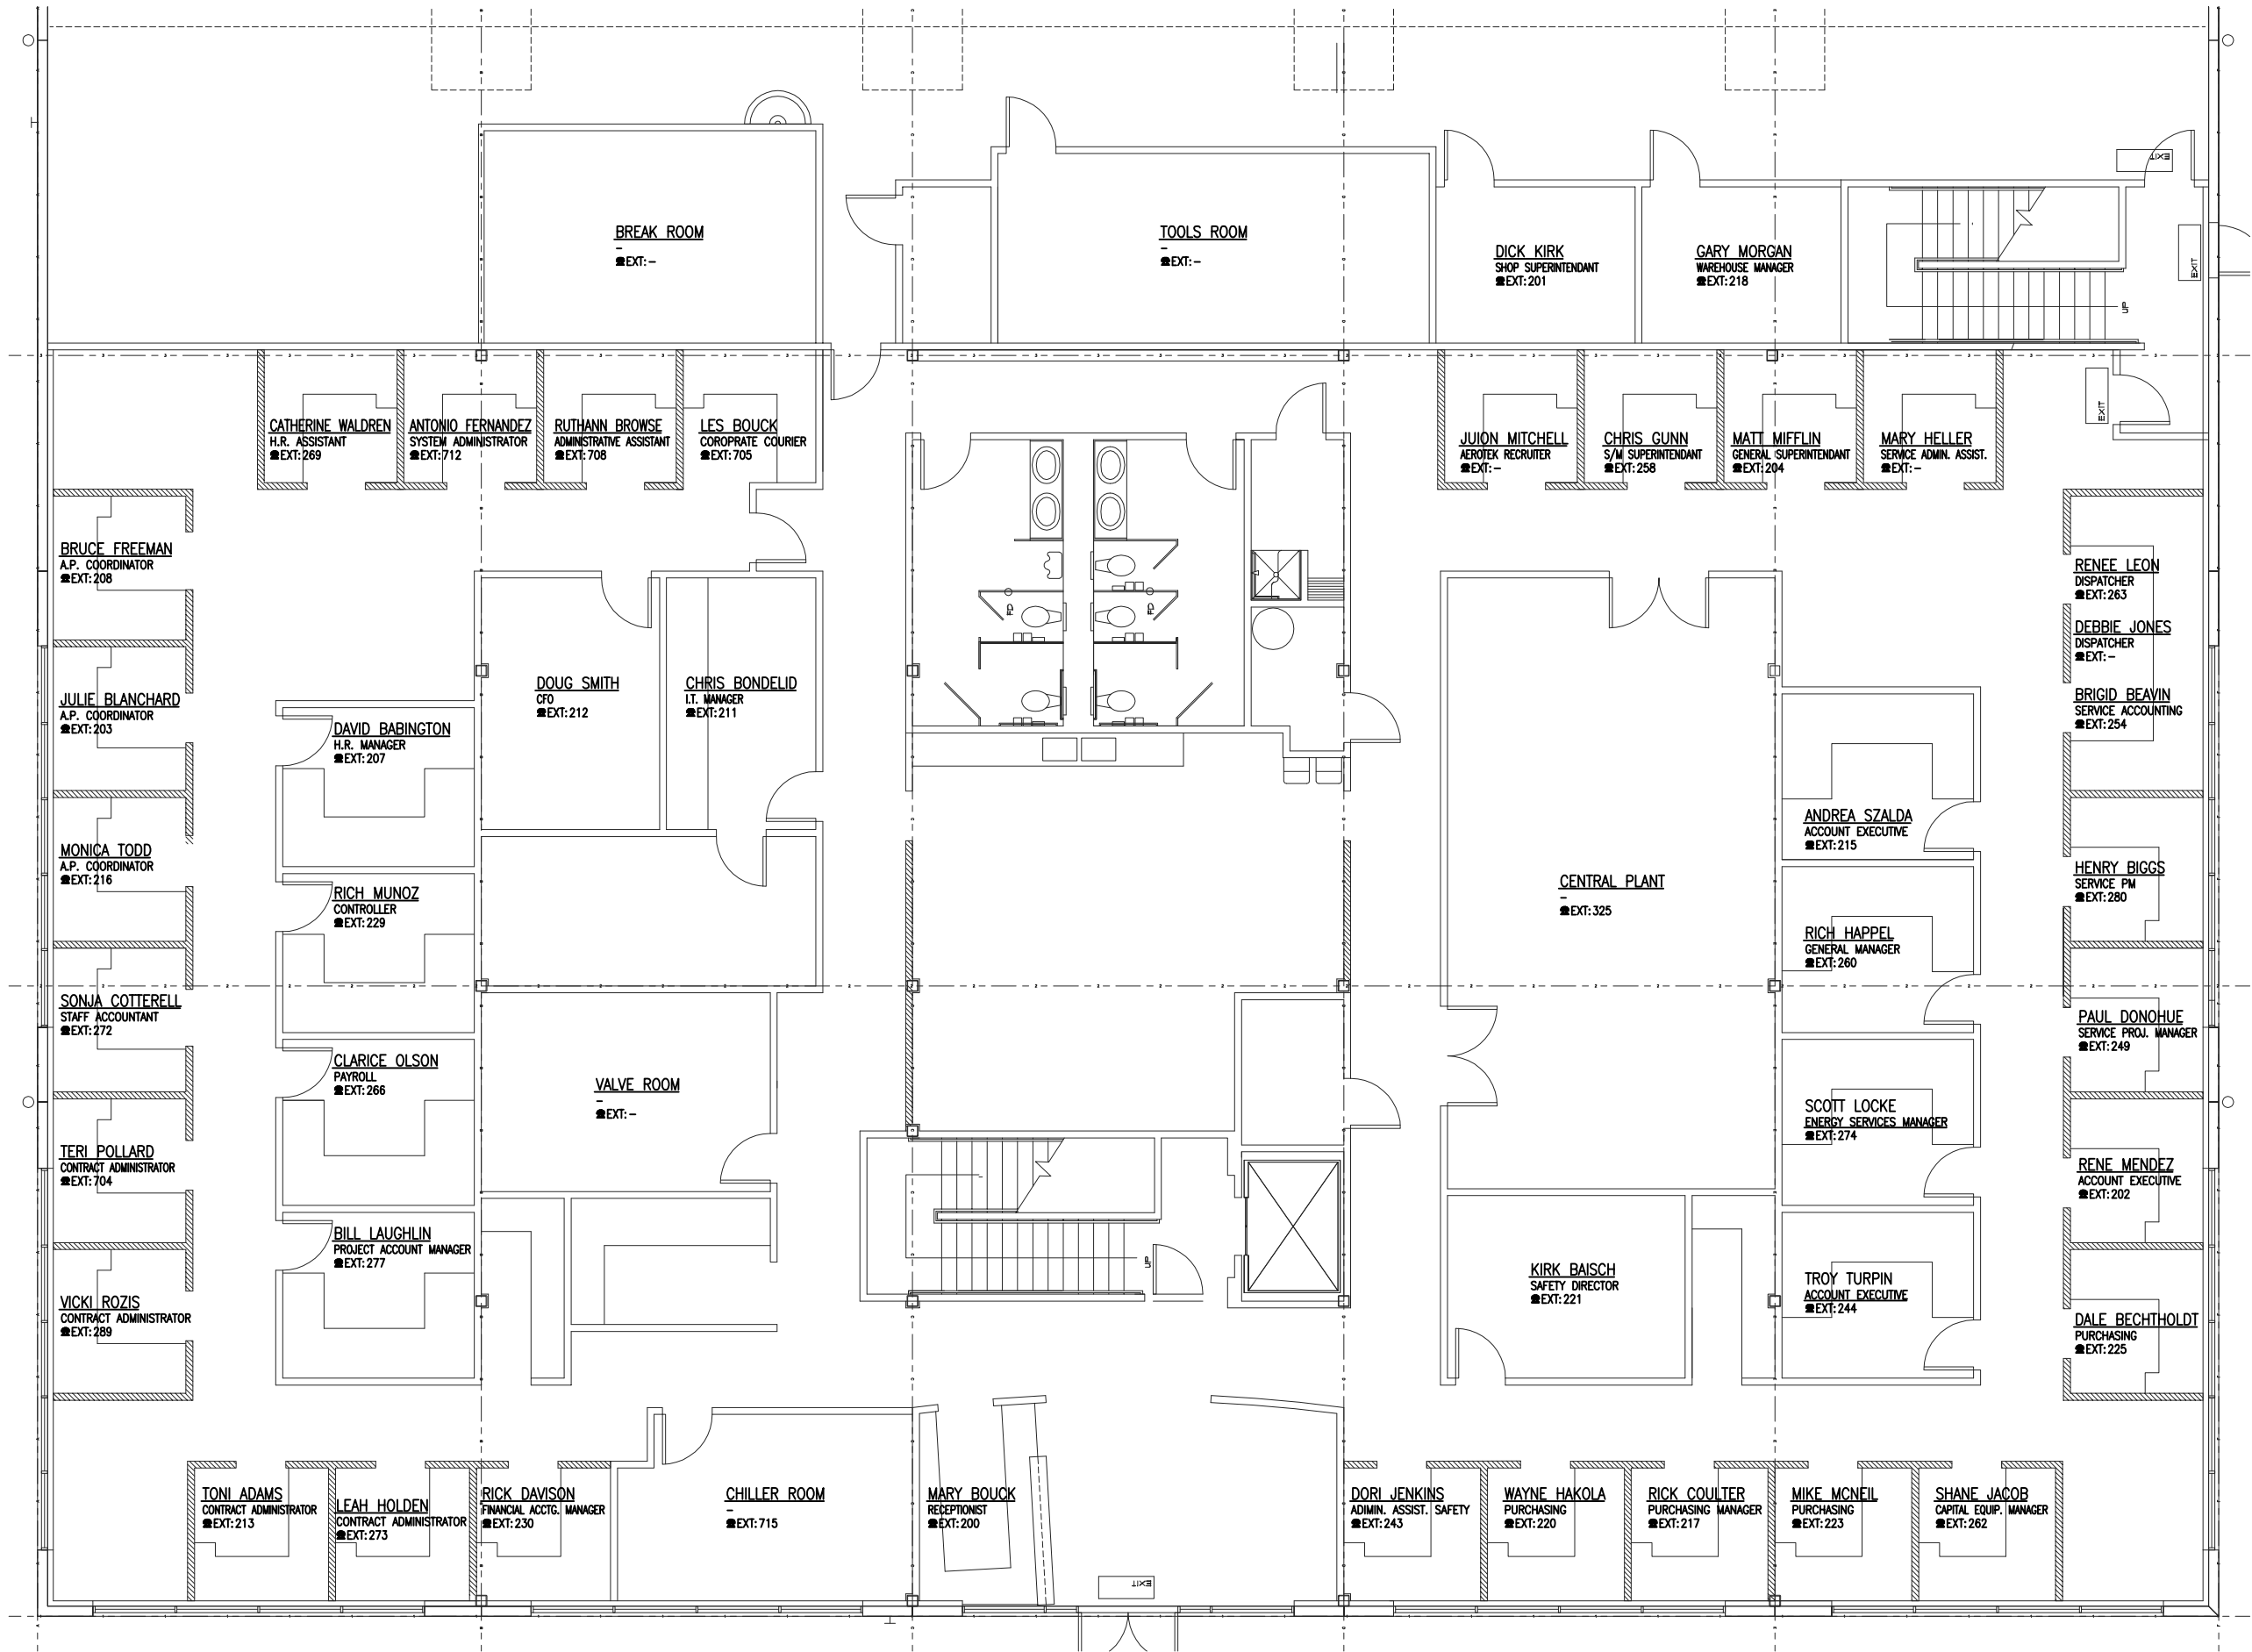 BREAK ROOM
-
☎EXT:-
TOOLS ROOM
-
☎EXT:-
DICK KIRK
SHOP SUPERINTENDANT
☎EXT:201
GARY MORGAN
WAREHOUSE MANAGER
☎EXT:218
EXIT
EXIT
UP
EXIT
CATHERINE WALDREN
H.R. ASSISTANT
☎EXT:269
ANTONIO FERNANDEZ
SYSTEM ADMINISTRATOR
☎EXT:712
RUTHANN BROWSE
ADMINISTRATIVE ASSISTANT
☎EXT:708
LES BOUCK
COROPRATE COURIER
☎EXT:705
JUION MITCHELL
AEROTEK RECRUITER
☎EXT:-
CHRIS GUNN
S/M SUPERINTENDANT
☎EXT:258
MATT MIFFLIN
GENERAL SUPERINTENDANT
☎EXT:204
MARY HELLER
SERVICE ADMIN. ASSIST.
☎EXT:-
BRUCE FREEMAN
A.P. COORDINATOR
☎EXT:208
JULIE BLANCHARD
A.P. COORDINATOR
☎EXT:203
MONICA TODD
A.P. COORDINATOR
☎EXT:216
SONJA COTTERELL
STAFF ACCOUNTANT
☎EXT:272
TERI POLLARD
CONTRACT ADMINISTRATOR
☎EXT:704
VICKI ROZIS
CONTRACT ADMINISTRATOR
☎EXT:289
DAVID BABINGTON
H.R. MANAGER
☎EXT:207
RICH MUNOZ
CONTROLLER
☎EXT:229
CLARICE OLSON
PAYROLL
☎EXT:266
BILL LAUGHLIN
PROJECT ACCOUNT MANAGER
☎EXT:277
DOUG SMITH
CFO
☎EXT:212
CHRIS BONDELID
I.T. MANAGER
☎EXT:211
FD
FD
VALVE ROOM
-
☎EXT:-
UP
CENTRAL PLANT
-
☎EXT:325
KIRK BAISCH
SAFETY DIRECTOR
☎EXT:221
ANDREA SZALDA
ACCOUNT EXECUTIVE
☎EXT:215
RICH HAPPEL
GENERAL MANAGER
☎EXT:260
SCOTT LOCKE
ENERGY SERVICES MANAGER
☎EXT:274
TROY TURPIN
ACCOUNT EXECUTIVE
☎EXT:244
RENEE LEON
DISPATCHER
☎EXT:263
DEBBIE JONES
DISPATCHER
☎EXT:-
BRIGID BEAVIN
SERVICE ACCOUNTING
☎EXT:254
HENRY BIGGS
SERVICE PM
☎EXT:280
PAUL DONOHUE
SERVICE PROJ. MANAGER
☎EXT:249
RENE MENDEZ
ACCOUNT EXECUTIVE
☎EXT:202
DALE BECHTHOLDT
PURCHASING
☎EXT:225
TONI ADAMS
CONTRACT ADMINISTRATOR
☎EXT:213
LEAH HOLDEN
CONTRACT ADMINISTRATOR
☎EXT:273
RICK DAVISON
FINANCIAL ACCTG. MANAGER
☎EXT:230
CHILLER ROOM
-
☎EXT:715
MARY BOUCK
RECEPTIONIST
☎EXT:200
EXIT
DORI JENKINS
ADIMIN. ASSIST. SAFETY
☎EXT:243
WAYNE HAKOLA
PURCHASING
☎EXT:220
RICK COULTER
PURCHASING MANAGER
☎EXT:217
MIKE MCNEIL
PURCHASING
☎EXT:223
SHANE JACOB
CAPITAL EQUIP. MANAGER
☎EXT:262